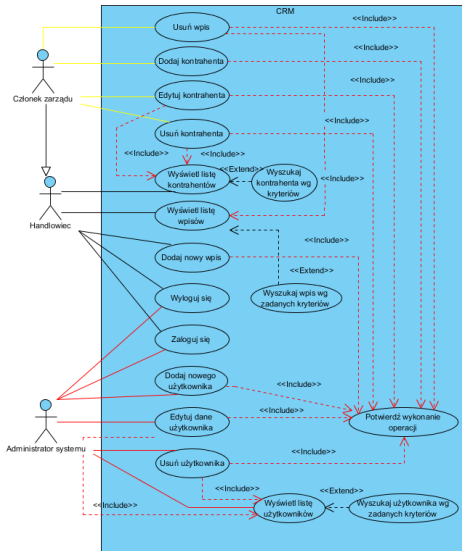 CRM
Usuń wpis
<<Include>>
Dodaj kontrahenta
<<Include>>
Członek zarządu
Edytuj kontrahenta
<<Include>>
Usuń kontrahenta
<<Include>>
<<Include>>
<<Include>>
<<Extend>>
<<Include>>
Wyświetl listę
kontrahentów
Wyszukaj
kontrahenta wg
kryteriów
Handlowiec
Wyświetl listę
wpisów
Dodaj nowy wpis
<<Include>>
<<Extend>>
Wyloguj się
Wyszukaj wpis wg
zadanych kryteriów
Zaloguj się
Dodaj nowego
użytkownika
<<Include>>
Edytuj dane
użytkownika
<<Include>>
Potwierdź wykonanie
operacji
Administrator systemu
Usuń użytkownika
<<Include>>
<<Include>>
<<Include>>
Wyświetl listę
użytkowników
<<Extend>>
Wyszukaj użytkownika wg
zadanych kryteriów